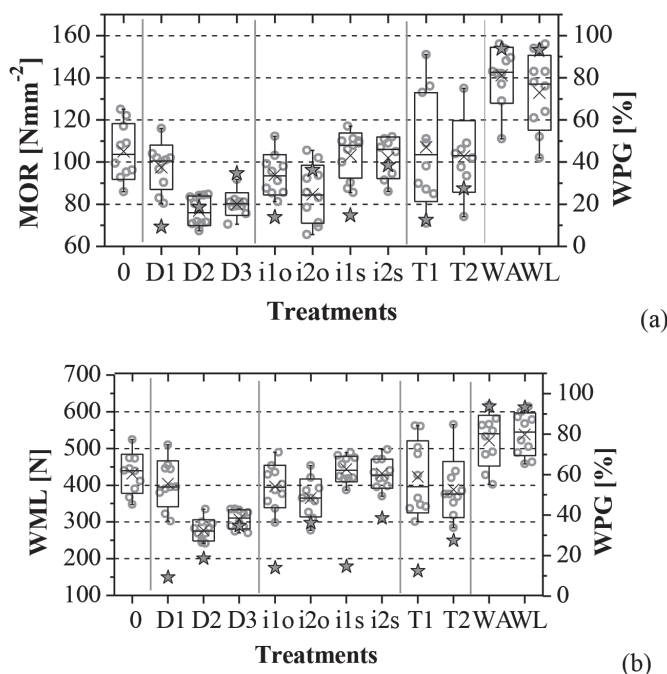 160
140
120
100
80
60
MOR [Nmm⁻²]
100
80
60
40
20
0
WPG [%]
0 D1 D2 D3 i1o i2o i1s i2s T1 T2 WA WL
Treatments
(a)
700
600
500
400
300
200
100
WML [N]
100
80
60
40
20
0
WPG [%]
0 D1 D2 D3 i1o i2o i1s i2s T1 T2 WA WL
Treatments
(b)